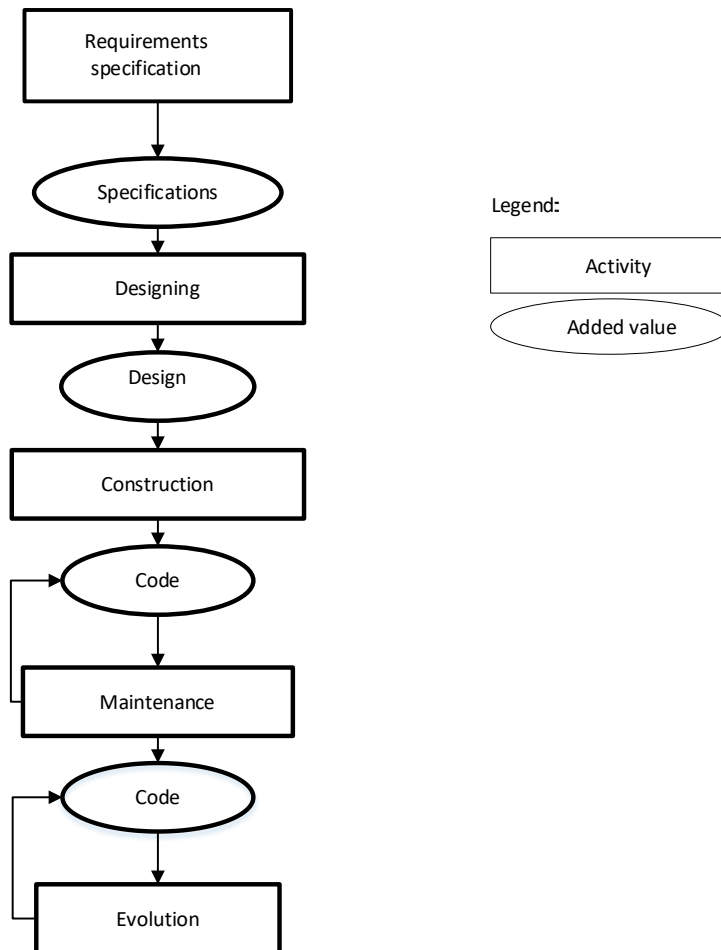 Requirements
specification
Specifications
Legend:
Activity
Designing
Added value
Design
Construction
Code
Maintenance
Code
Evolution